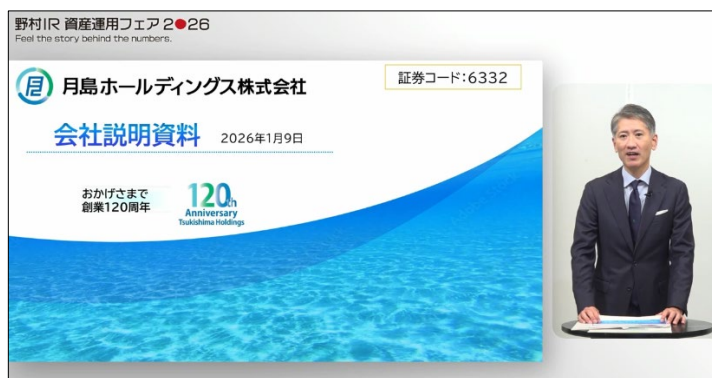 野村IR 資産運用フェア 2●26
Feel the story behind the numbers.
月島ホールディングス株式会社
証券コード:6332
会社説明資料 2026年1月9日
おかげさまで
創業120周年
120th
Anniversary
Tsukishima Holdings